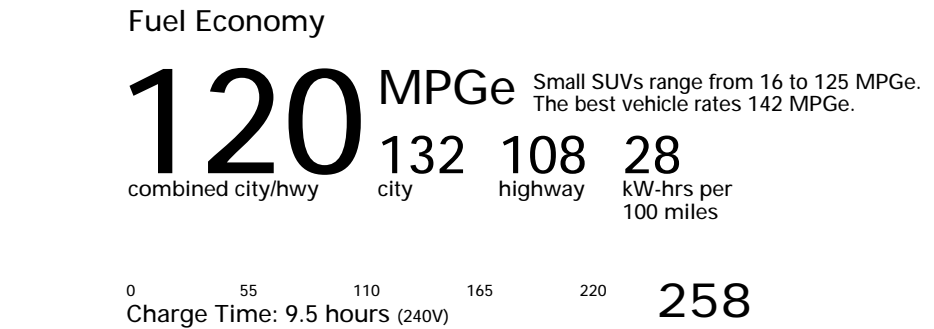 Fuel Economy
120 MPGe
Small SUVs range from 16 to 125 MPGe.
The best vehicle rates 142 MPGe.
132 108 28
combined city/hwy city highway kW-hrs per
100 miles
0 55 110 165 220 258
Charge Time: 9.5 hours (240V)